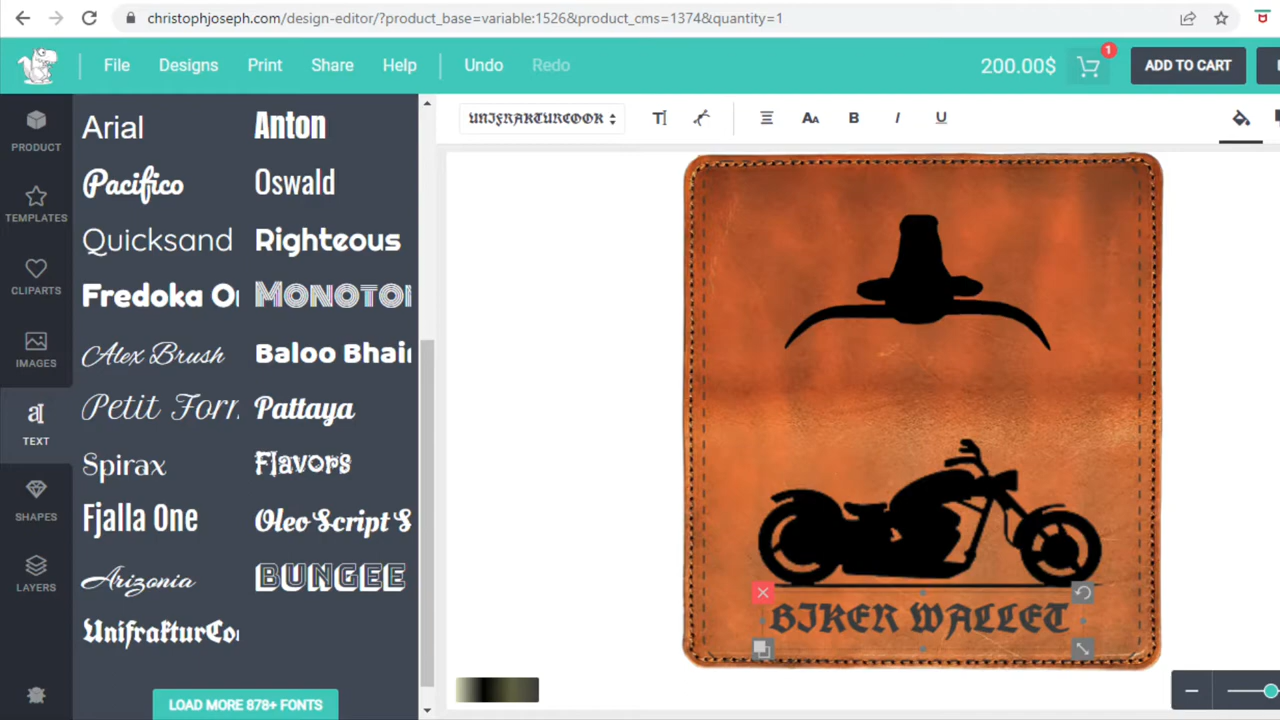 christophjoseph.com/design-editor/?product_base=variable:1526&product_cms=1374&quantity=1
File Designs Print Share Help Undo Redo 200.00$ 1 ADD TO CART
PRODUCT
TEMPLATES
CLIPARTS
IMAGES
TEXT
SHAPES
LAYERS
Arial Anton
Pacifico Oswald
Quicksand Righteous
Fredoka O
MONOTO
Alex Brush Baloo Bhai
Petit For
Pattaya
Spirax Flavors
Fjalla One Oleo Script S
Arizonia BUNGEE
UnifrakturCo
LOAD MORE 878+ FONTS
UNIFRAKTURCOOK
B I U
BIKER WALLET